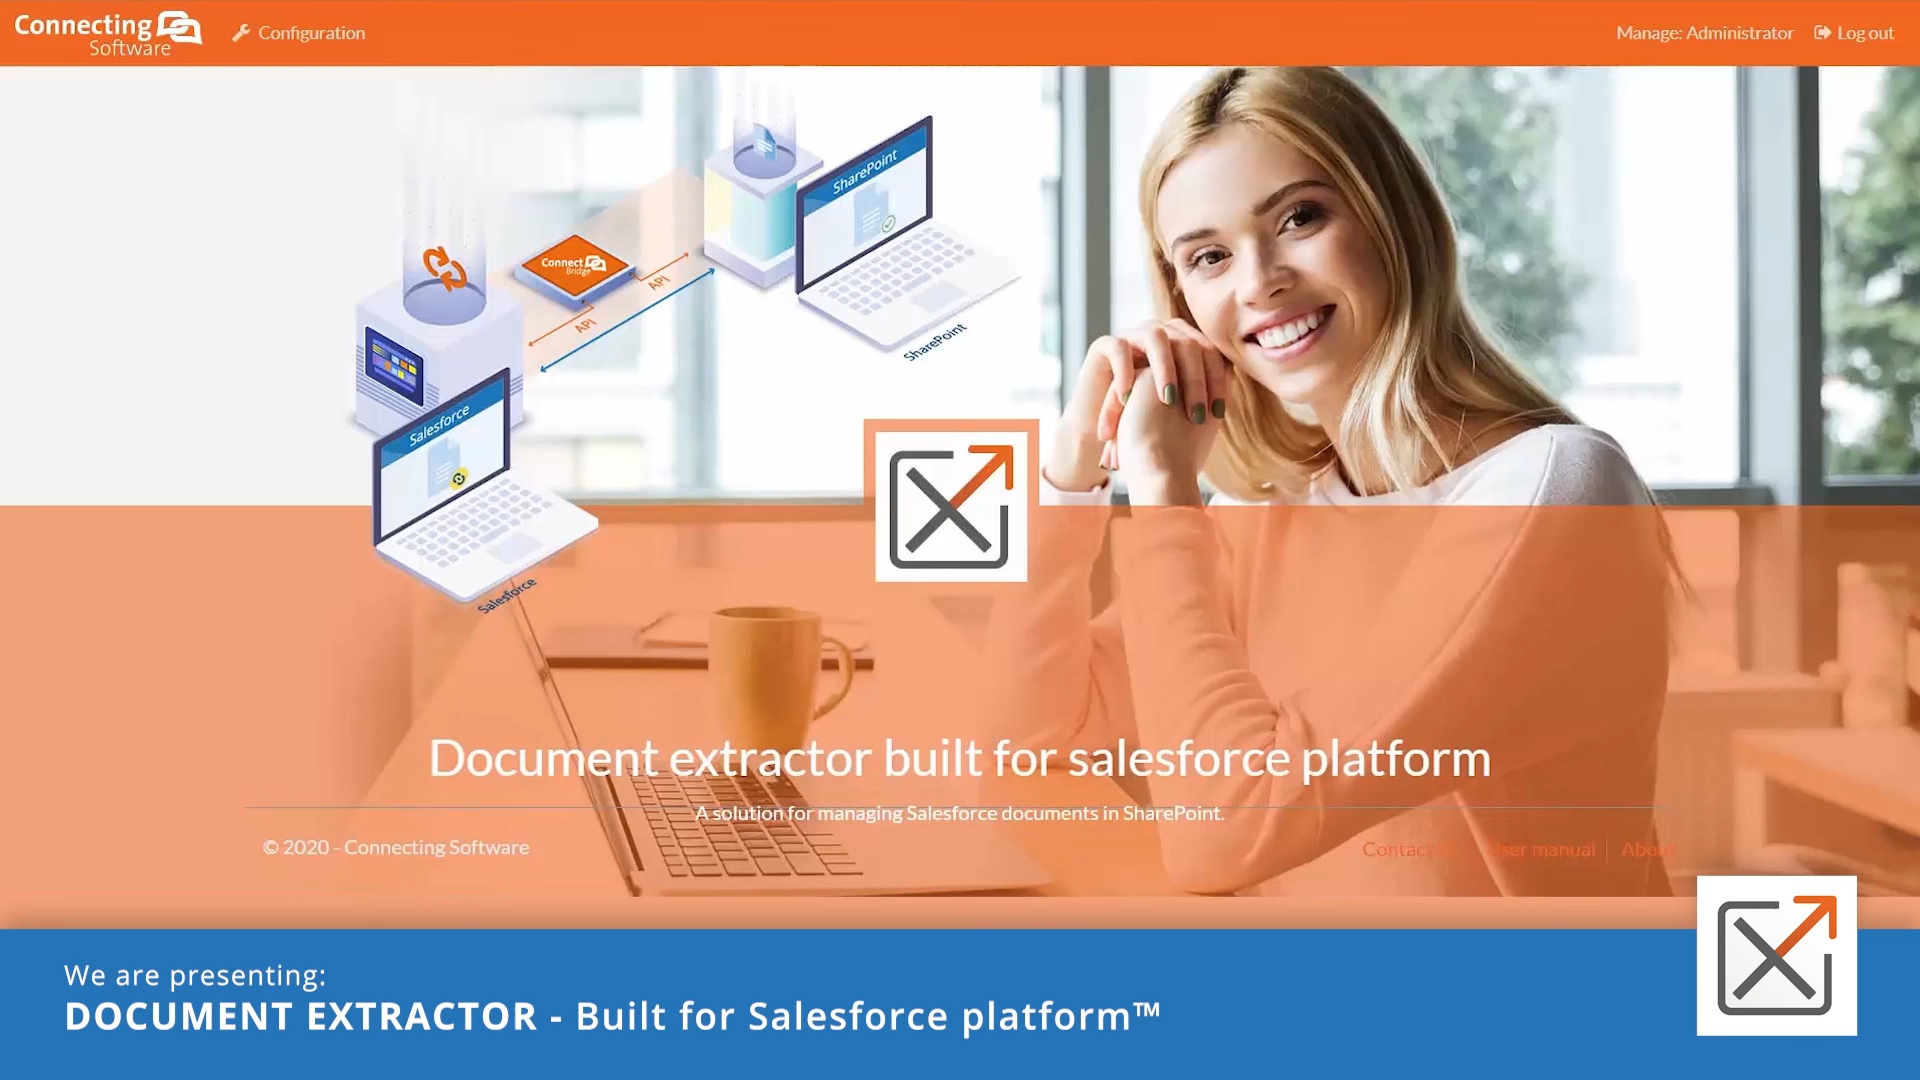 Connecting
Software
Configuration
Manage: Administrator
Log out
SharePoint
Connect
Bridge
API
API
SharePoint
Salesforce
Salesforce
Document extractor built for salesforce platform
A solution for managing Salesforce documents in SharePoint.
© 2020 - Connecting Software
Contact
User manual
About
We are presenting:
DOCUMENT EXTRACTOR - Built for Salesforce platform™